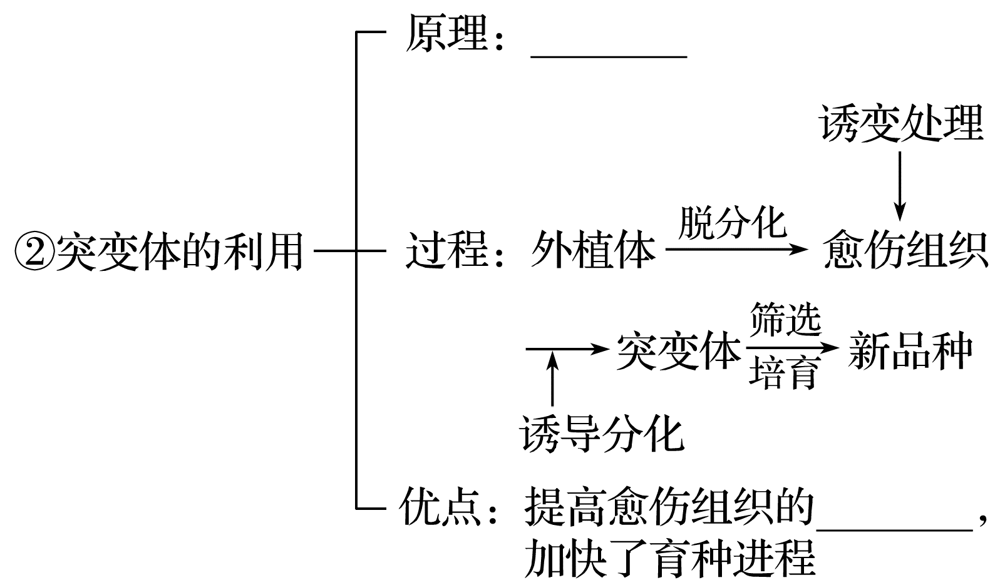 原理：
诱变处理
②突变体的利用
过程：外植体
脱分化
愈伤组织
筛选
突变体
新品种
培育
诱导分化
优点：提高愈伤组织的，
加快了育种进程